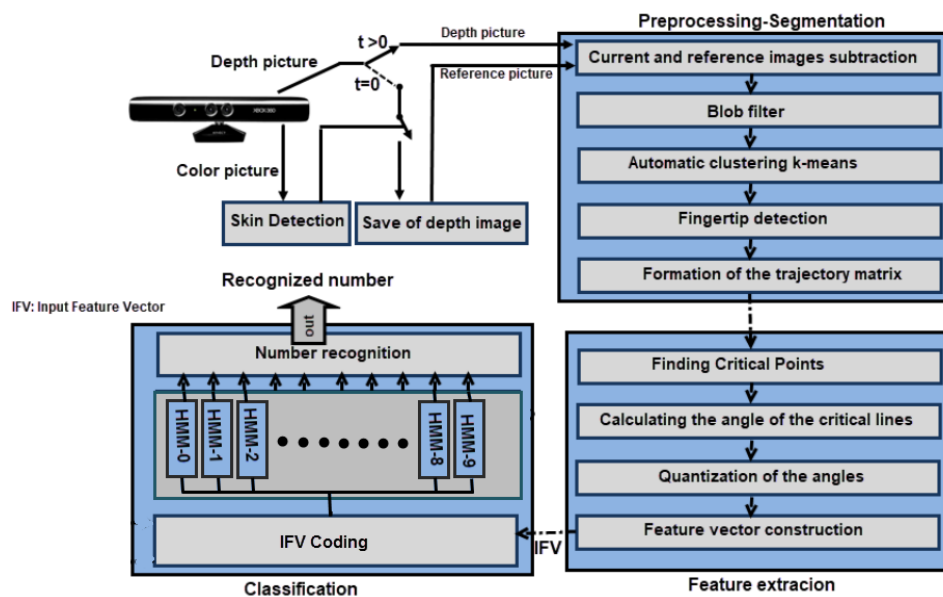 Preprocessing-Segmentation
t >0
Depth picture
Depth picture
Current and reference images subtraction
t=0
Reference picture
XBOX 360
Blob filter
Color picture
Automatic clustering k-means
Skin Detection
Save of depth image
Fingertip detection
Formation of the trajectory matrix
Recognized number
IFV: Input Feature Vector
out
Number recognition
HMM-0
HMM-1
HMM-2
HMM-8
HMM-9
IFV Coding
Classification
Finding Critical Points
Calculating the angle of the critical lines
Quantization of the angles
Feature vector construction
IFV
Feature extracion